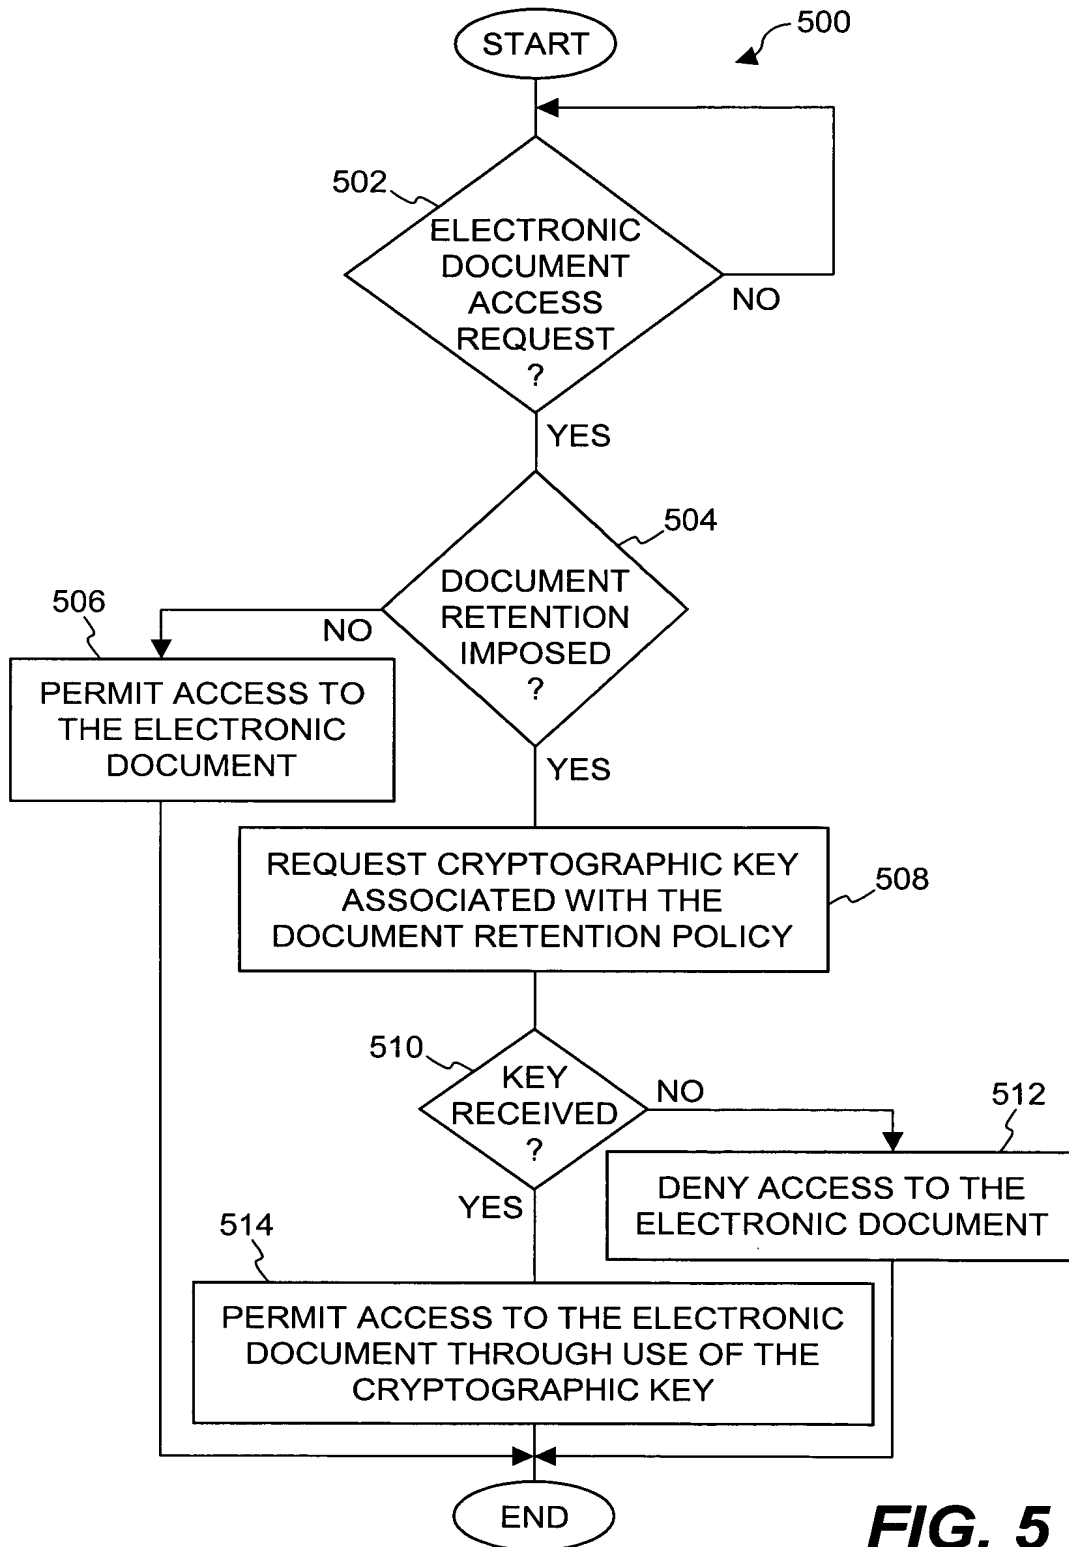 START
500
502
ELECTRONIC
DOCUMENT
ACCESS
REQUEST
?
NO
YES
504
DOCUMENT
RETENTION
IMPOSED
?
NO
506
PERMIT ACCESS TO
THE ELECTRONIC
DOCUMENT
YES
REQUEST CRYPTOGRAPHIC KEY
ASSOCIATED WITH THE
DOCUMENT RETENTION POLICY
508
510
KEY
RECEIVED
?
NO
512
DENY ACCESS TO THE
ELECTRONIC DOCUMENT
YES
514
PERMIT ACCESS TO THE ELECTRONIC
DOCUMENT THROUGH USE OF THE
CRYPTOGRAPHIC KEY
END
FIG. 5